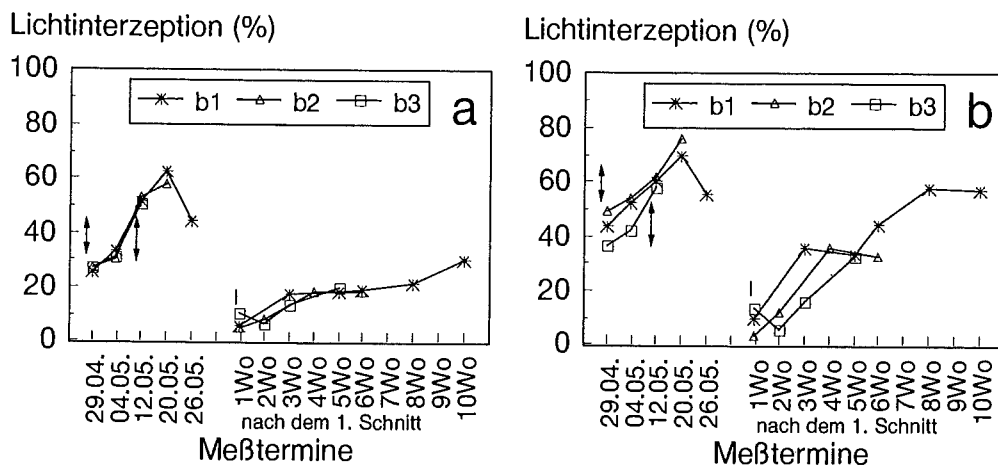 Lichtinterzeption (%)
100
80
60
40
20
0
b1 b2 b3
a
29.04.
04.05.
12.05.
20.05.
26.05.
1Wo
2Wo
3Wo
4Wo
5Wo
6Wo
7Wo
8Wo
9Wo
10Wo
nach dem 1. Schnitt
Meßtermine
Lichtinterzeption (%)
100
80
60
40
20
0
b1 b2 b3
b
29.04.
04.05.
12.05.
20.05.
26.05.
1Wo
2Wo
3Wo
4Wo
5Wo
6Wo
7Wo
8Wo
9Wo
10Wo
nach dem 1. Schnitt
Meßtermine